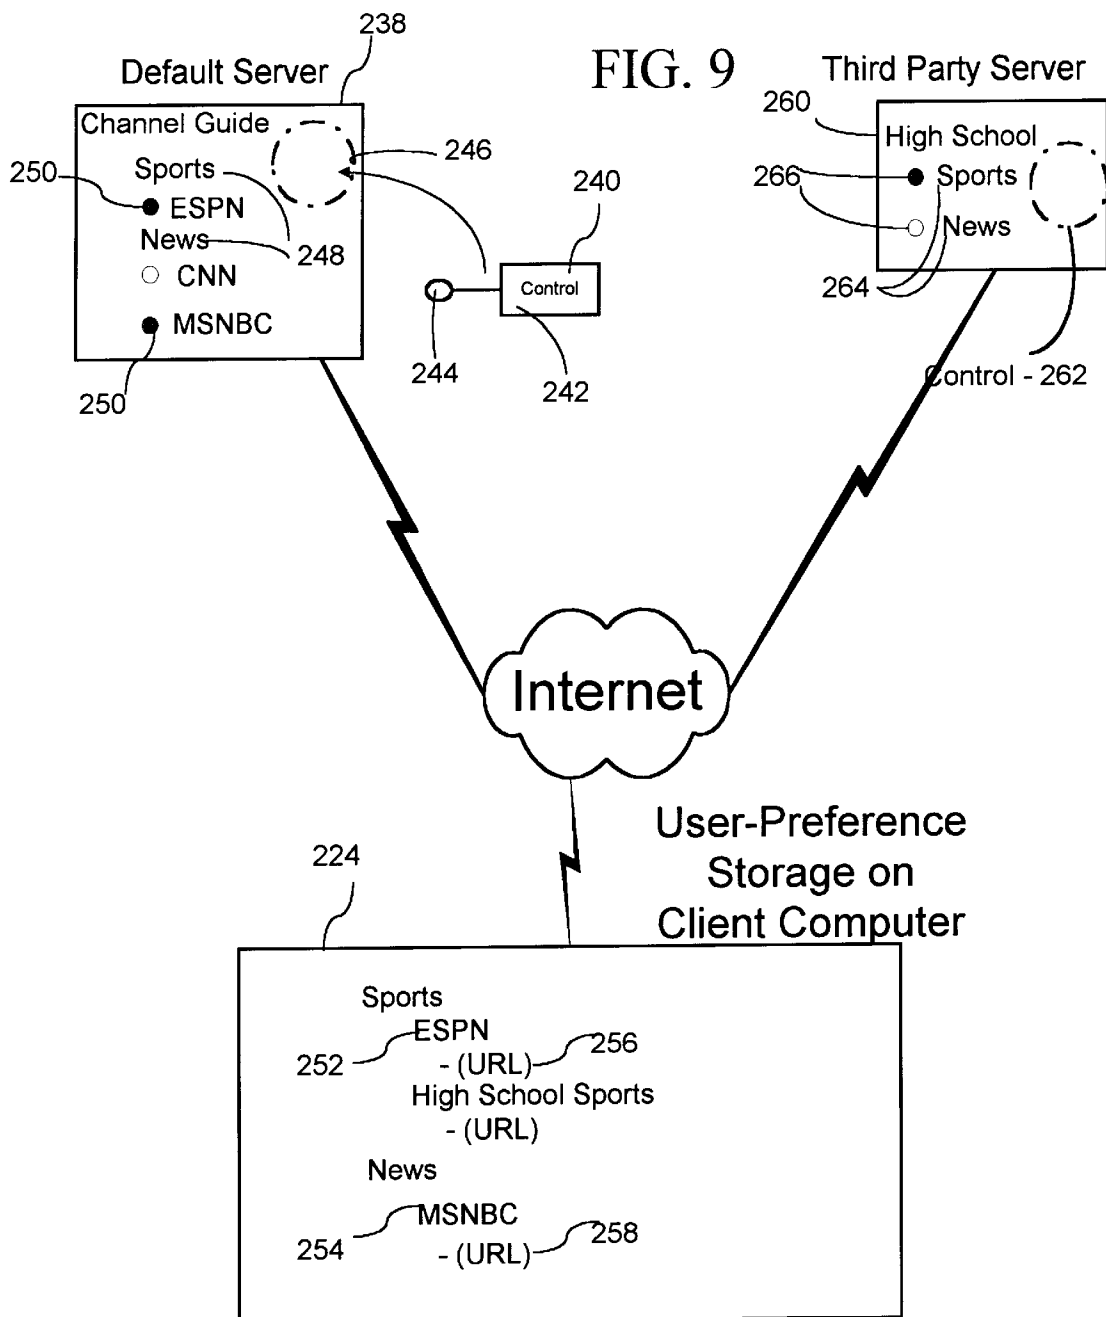 FIG. 9
238
Default Server
Channel Guide
Sports
250
ESPN
News
CNN
MSNBC
250
246
248
240
Control
244
242
Third Party Server
260
High School
266
Sports
News
264
Control - 262
Internet
User-Preference
Storage on
Client Computer
224
Sports
ESPN
252
- (URL)
256
High School Sports
- (URL)
News
MSNBC
254
- (URL)
258